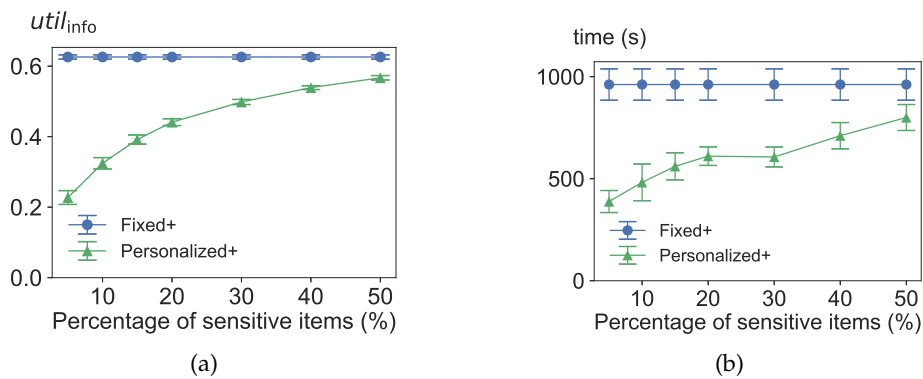 util_info
0.6
0.4
0.2
0.0
Fixed+
Personalized+
10 20 30 40 50
Percentage of sensitive items (%)
(a)
time (s)
1000
500
0
Fixed+
Personalized+
10 20 30 40 50
Percentage of sensitive items (%)
(b)